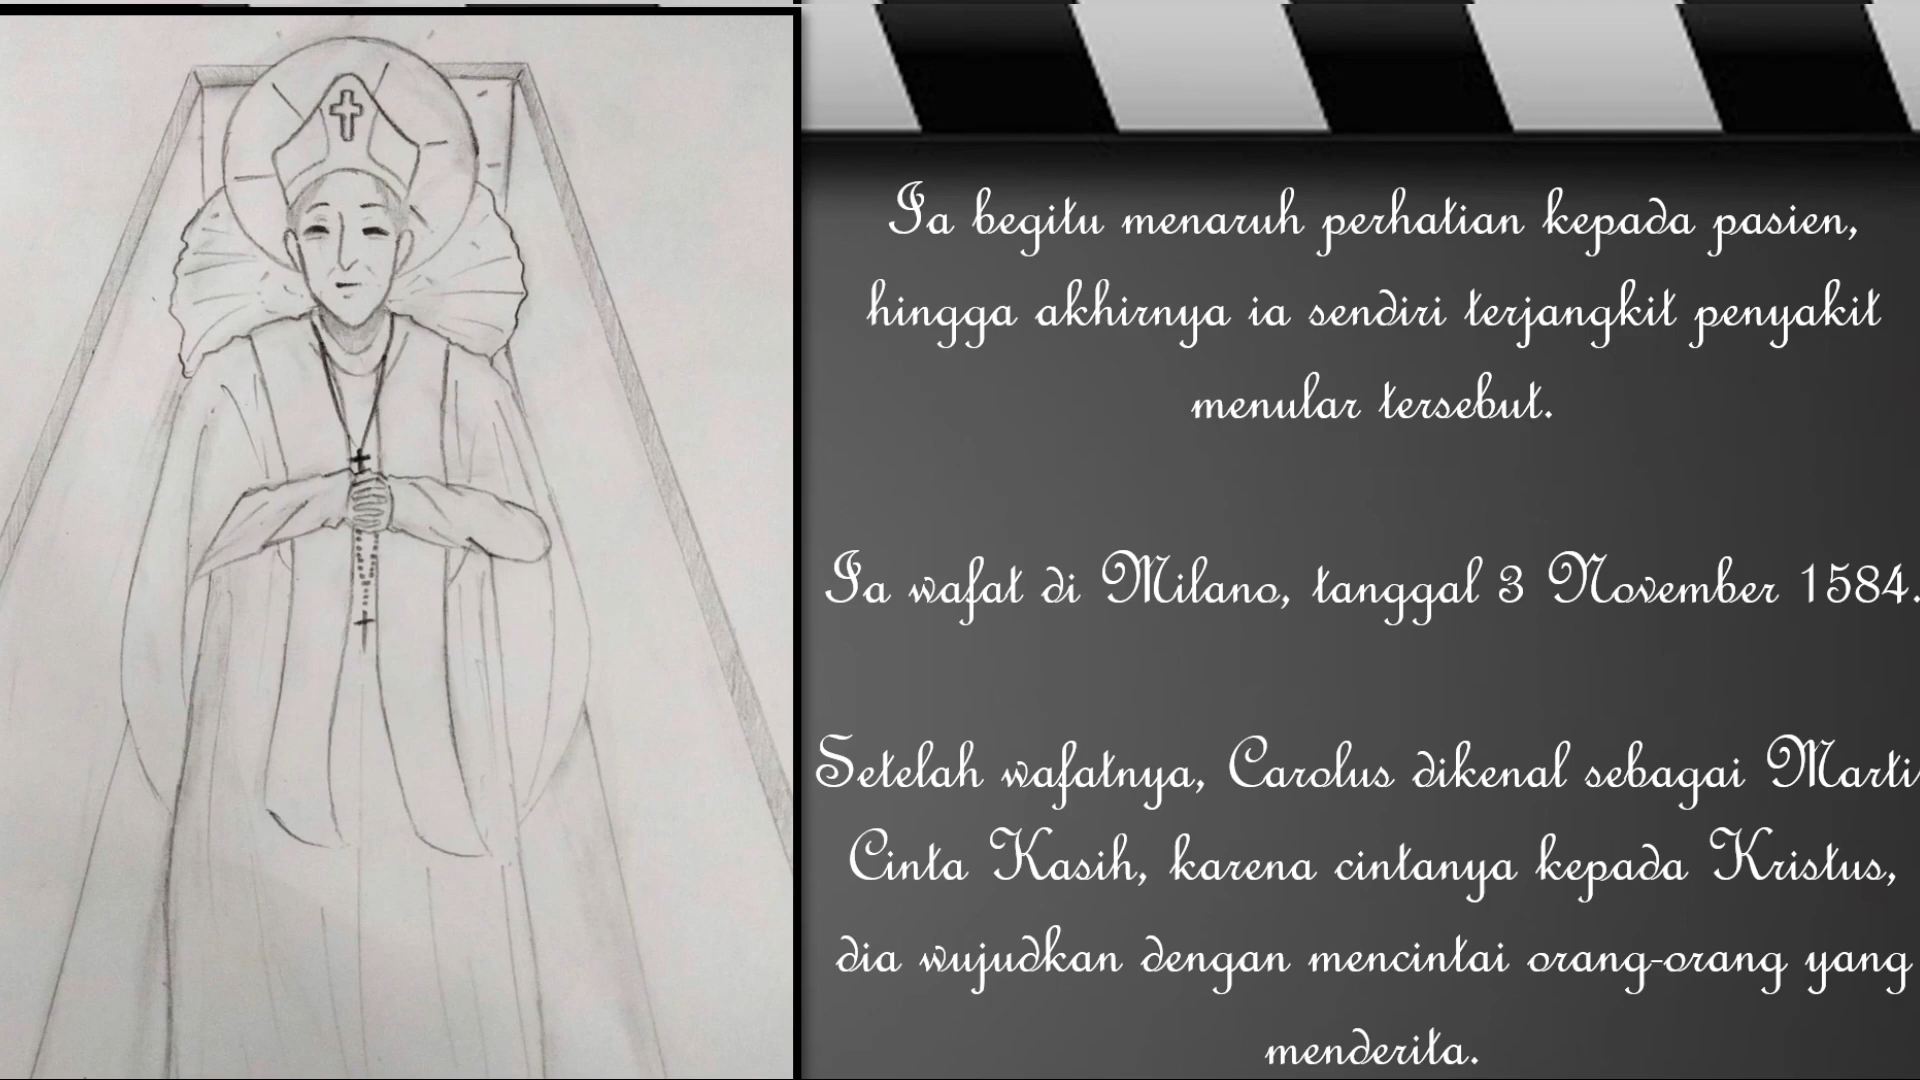 Ia begitu menaruh perhatian kepada pasien,
hingga akhirnya ia sendiri terjangkit penyakit
menular tersebut.
Ia wafat di Milano, tanggal 3 November 1584.
Setelah wafatnya, Carolus dikenal sebagai
Cinta Kasih, karena cintanya kepada Kristus,
dia wujudkan dengan mencintai orang-orang yang
menderita.